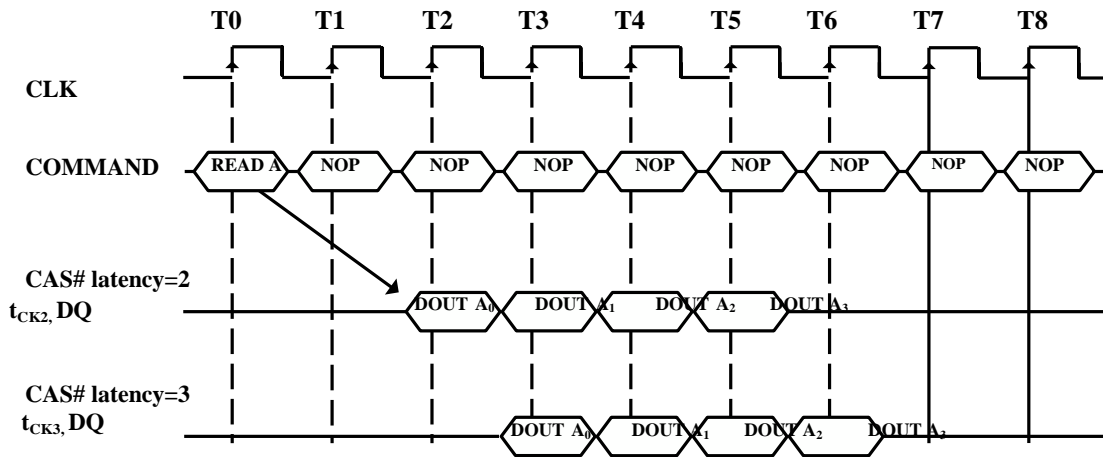 T0 T1 T2 T3 T4 T5 T6 T7 T8
CLK
COMMAND READ A NOP NOP NOP NOP NOP NOP NOP NOP
CAS# latency=2
tCK2, DQ DOUT A0 DOUT A1 DOUT A2 DOUT A3
CAS# latency=3
tCK3, DQ DOUT A0 DOUT A1 DOUT A2 DOUT A3